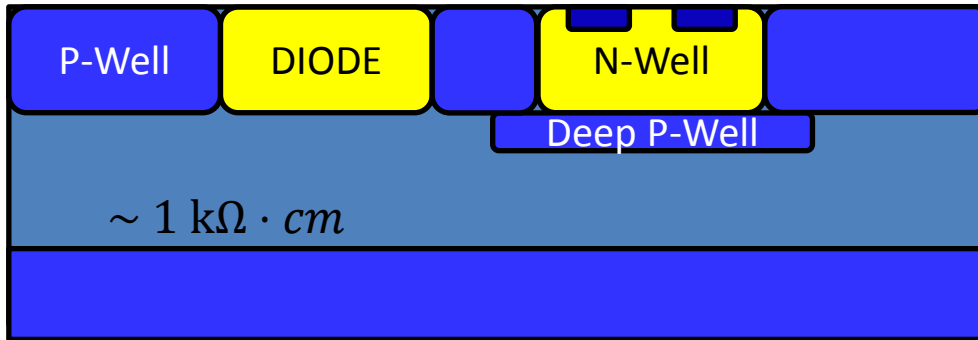 P-Well DIODE N-Well
Deep P-Well
~ 1 kΩ · cm